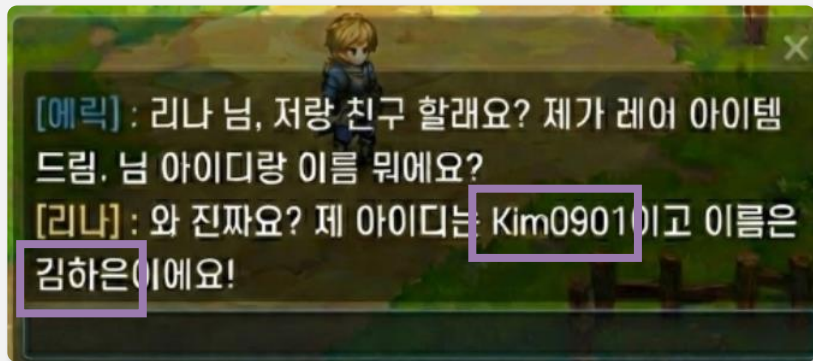 [에릭] : 리나 님, 저랑 친구 할래요? 제가 레어 아이템
드림. 님 아이디랑 이름 뭐에요?
[리나] : 와 진짜요? 제 아이디는 Kim0901이고 이름은
김하은이에요!